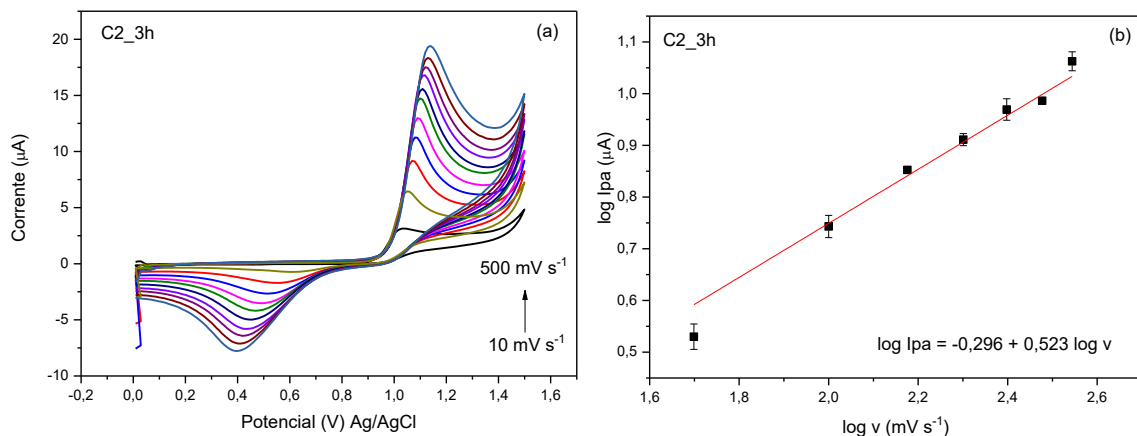 C2_3h
(a)
20
15
10
5
0
-5
-10
Corrente (μA)
500 mV s⁻¹
10 mV s⁻¹
-0,2 0,0 0,2 0,4 0,6 0,8 1,0 1,2 1,4 1,6
Potencial (V) Ag/AgCl
C2_3h
(b)
1,1
1,0
0,9
0,8
0,7
0,6
0,5
log Ipa (μA)
log Ipa = -0,296 + 0,523 log v
1,6 1,8 2,0 2,2 2,4 2,6
log v (mV s⁻¹)